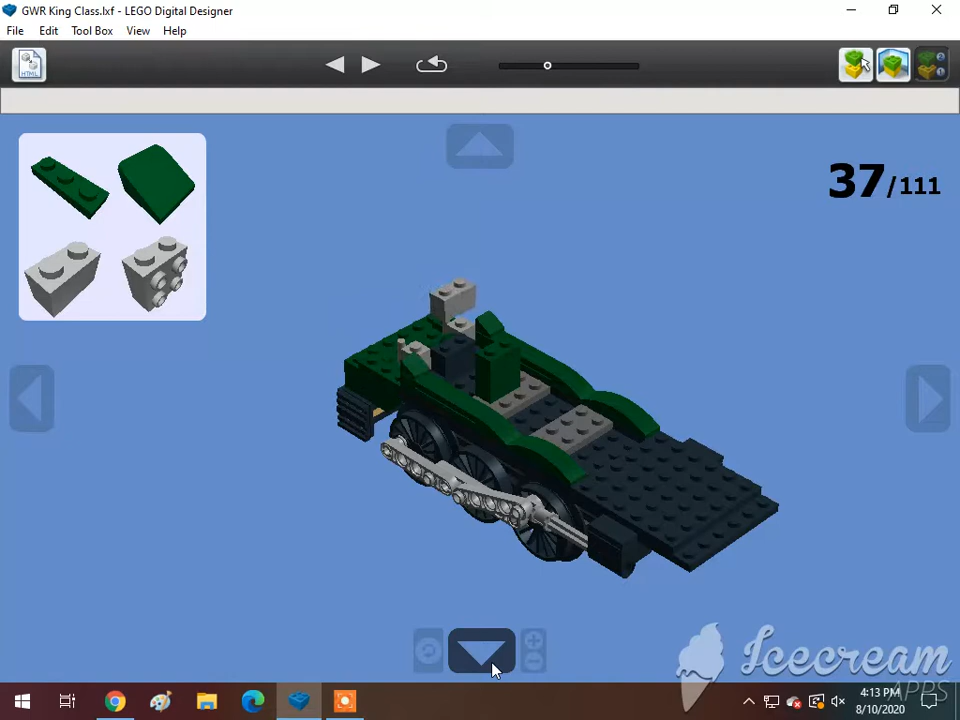 GWR King Class.lxf - LEGO Digital Designer
File Edit Tool Box View Help
HTML
37/111
Icecream
APPS
4:13 PM
8/10/2020